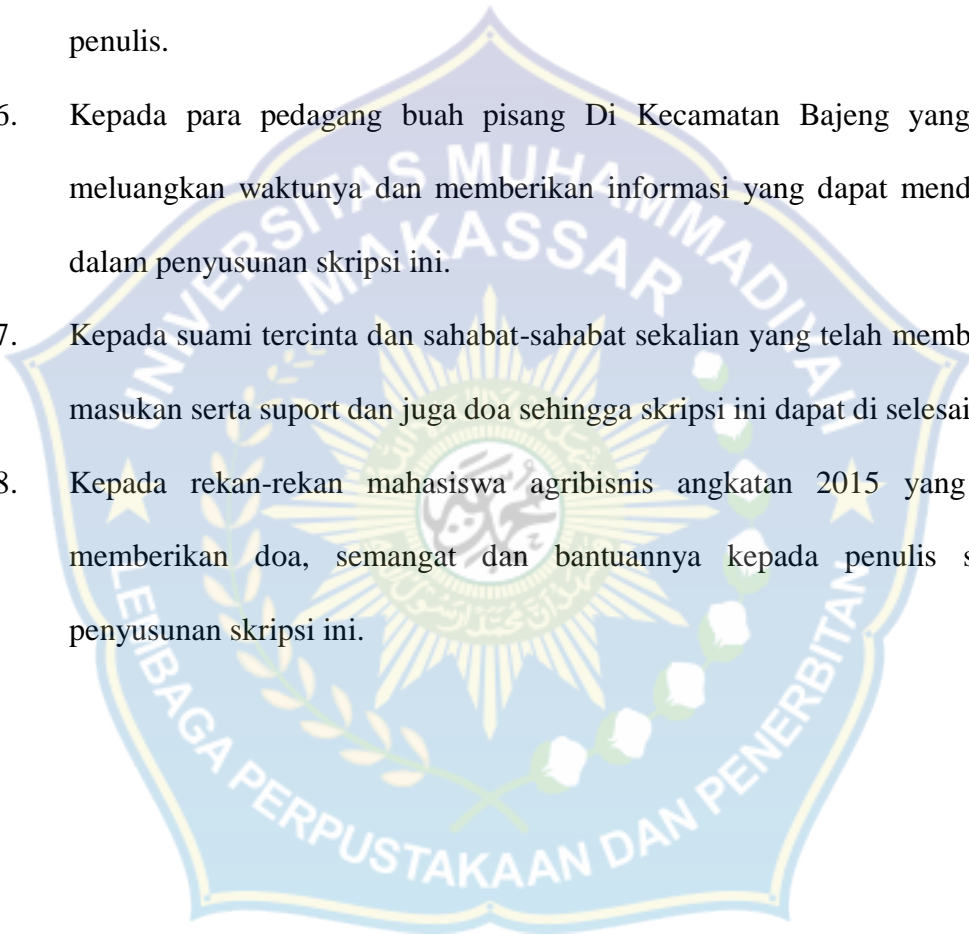 penulis.
6. Kepada para pedagang buah pisang Di Kecamatan Bajeng yang
meluangkan waktunya dan memberikan informasi yang dapat mend
dalam penyusunan skripsi ini.
7. Kepada suami tercinta dan sahabat-sahabat sekalian yang telah memb
masukan serta suport dan juga doa sehingga skripsi ini dapat di selesai
8. Kepada rekan-rekan mahasiswa agribisnis angkatan 2015 yang
memberikan doa, semangat dan bantuannya kepada penulis s
penyusunan skripsi ini.
UNIVERSITAS MUHAMMADIYAH
MAKASSAR
LEMBAGA PERPUSTAKAAN DAN PENERBITAN